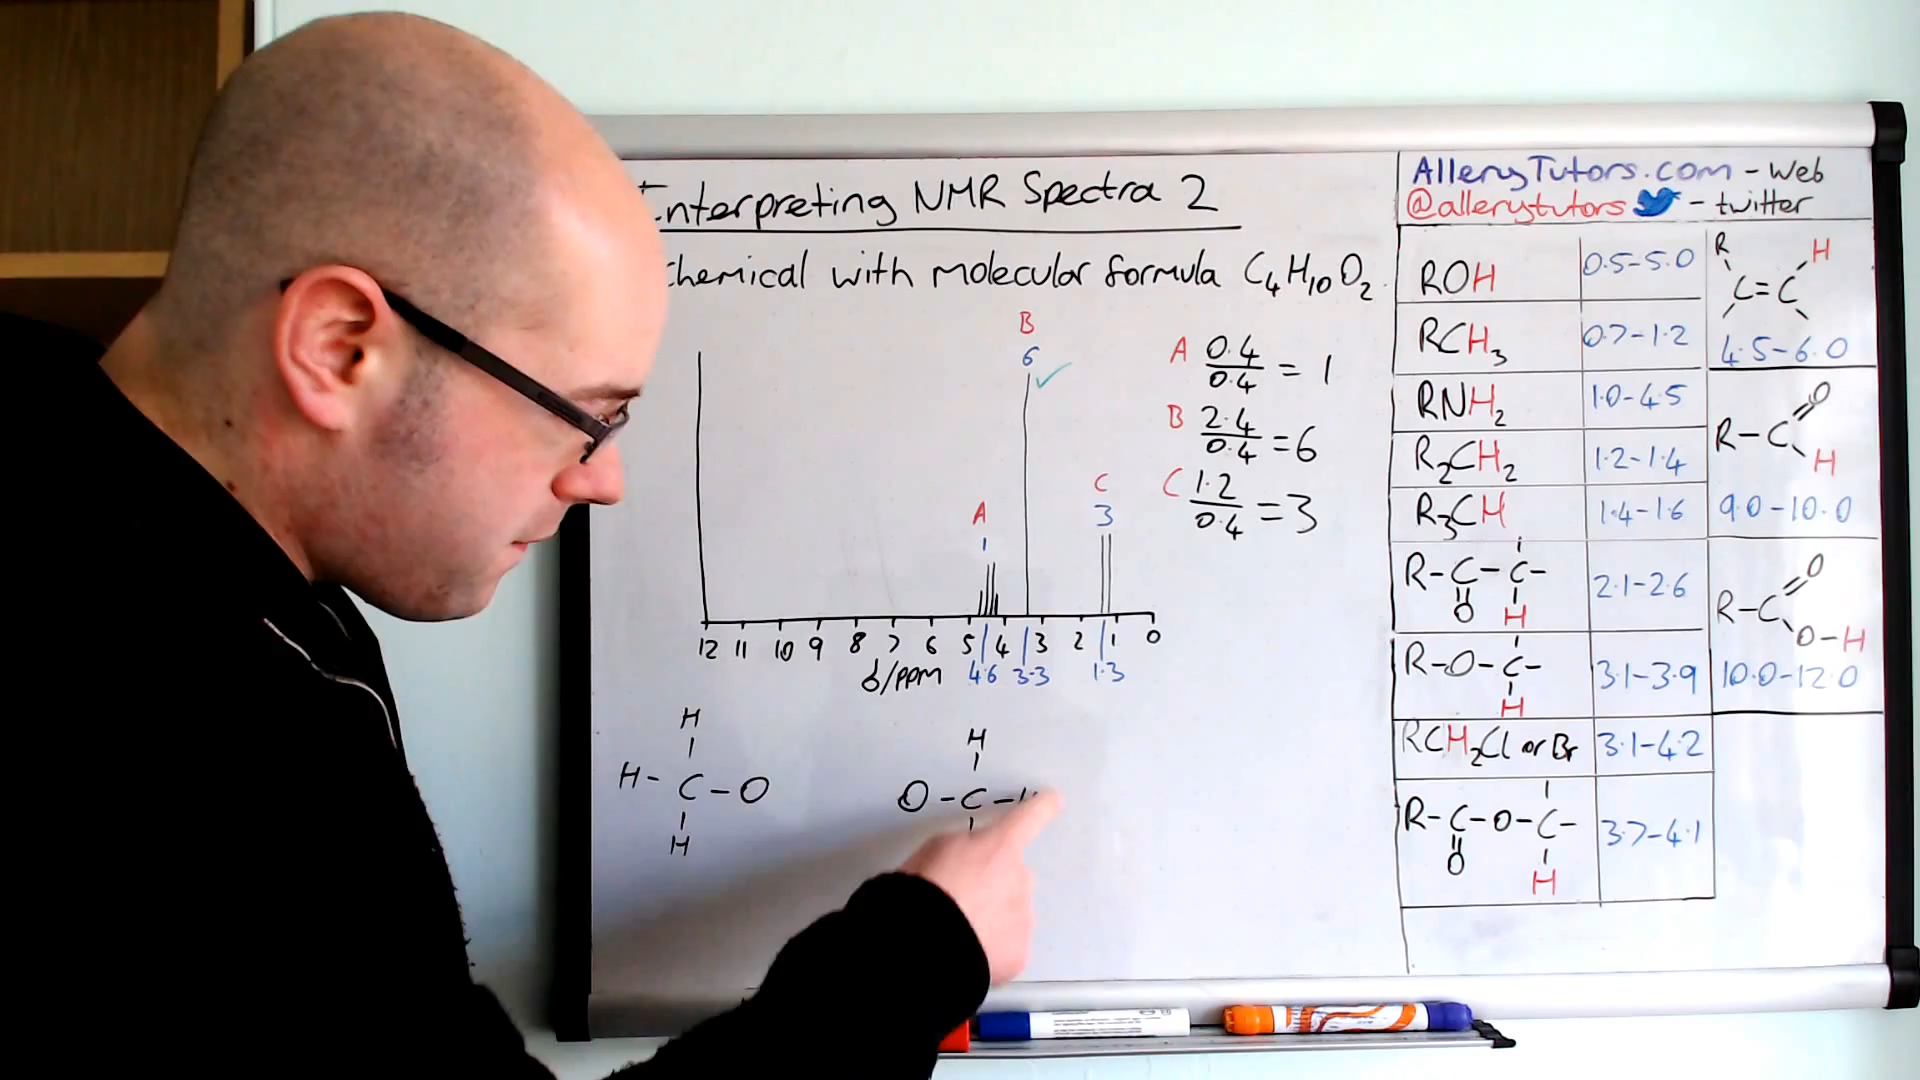 Interpreting NMR Spectra 2
chemical with molecular formula C₄H₁₀O₂
B
6
C
3
A
1
12 11 10 9 8 7 6 5 4 3 2 1 0
δ/ppm 4.6 3.3 1.3
A 0.4/0.4 = 1
B 2.4/0.4 = 6
C 1.2/0.4 = 3
H
H-C-O
H
H
O-C-
AlleryTutors.com - web
@allerytutors - twitter
ROH 0.5-5.0
RCH₃ 0.7-1.2
RNH₂ 1.0-4.5
R₂CH₂ 1.2-1.4
R₃CH 1.4-1.6
R-C-C- 2.1-2.6
O H
R-O-C- 3.1-3.9
H
RCH₂Cl or Br 3.1-4.2
R-C-O-C- 3.7-4.1
O H
R H
C=C
4.5-6.0
O
R-C
H
9.0-10.0
O
R-C
O-H
10.0-12.0